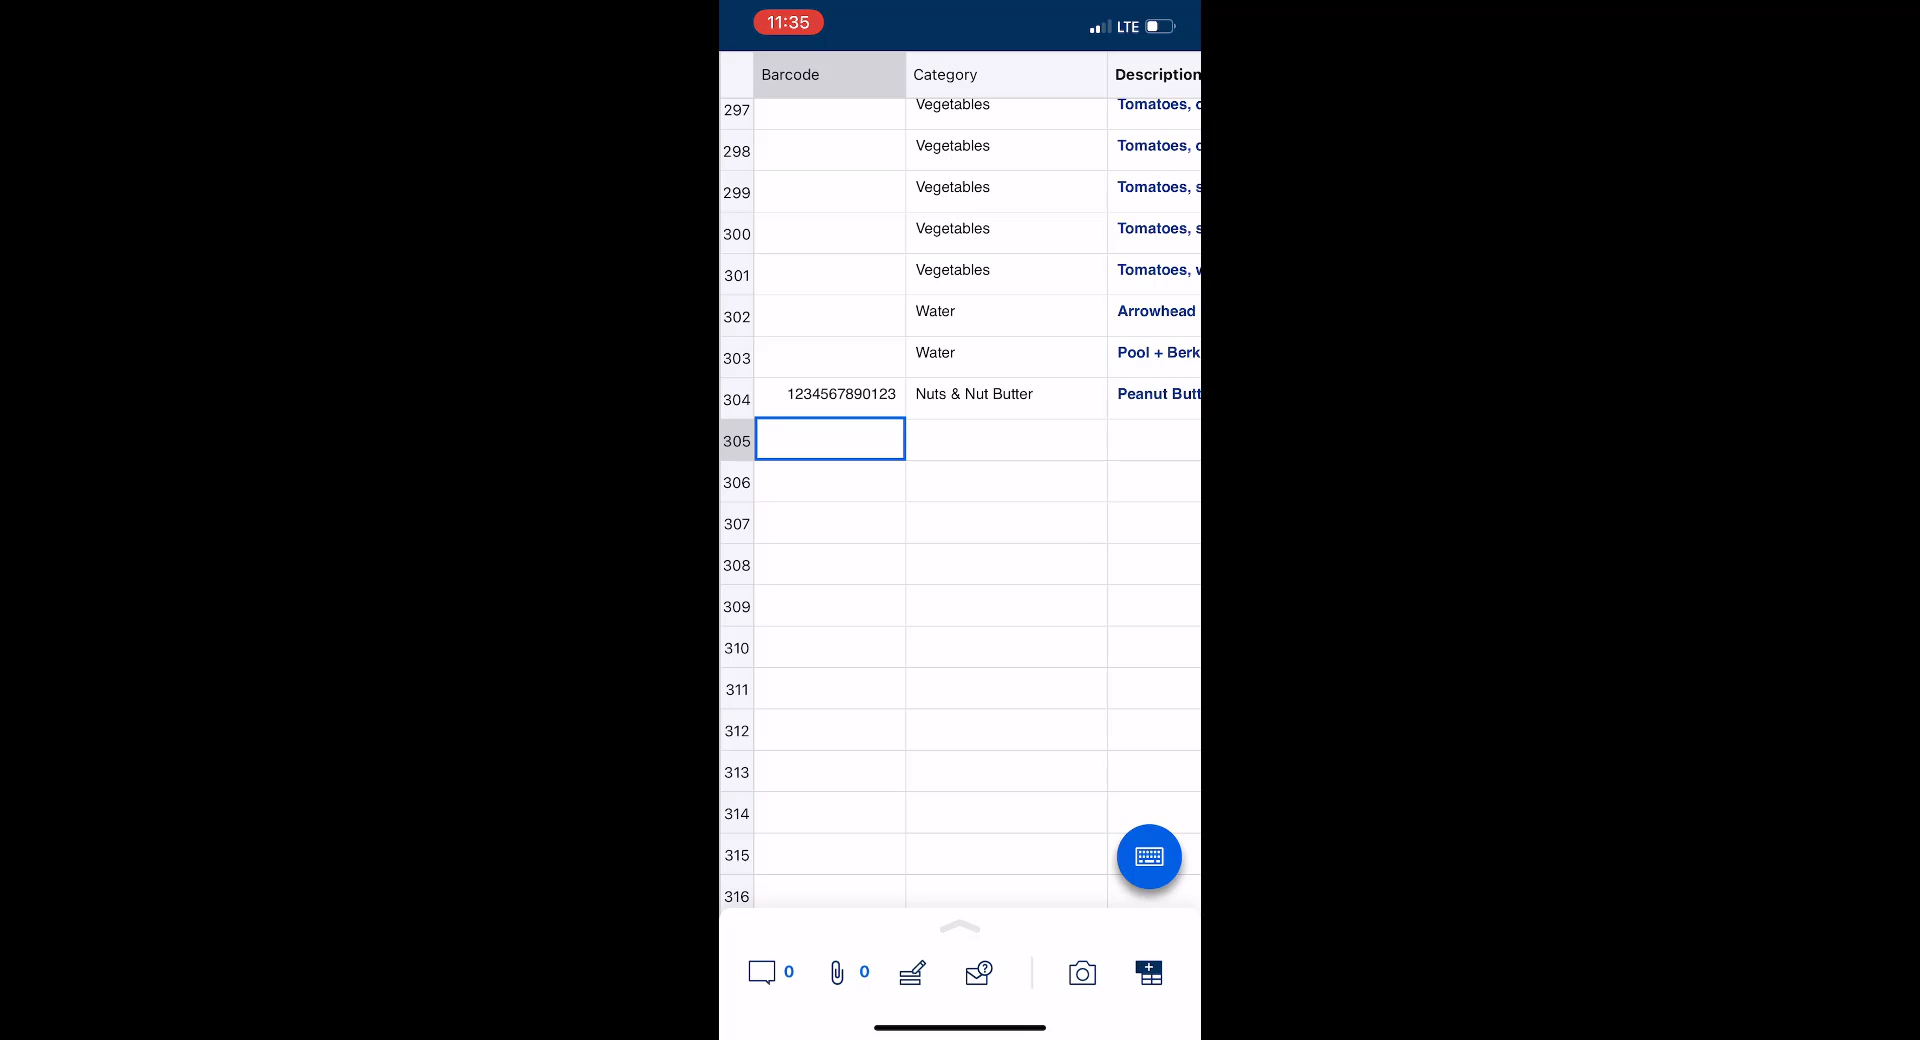 11:35 LTE
Barcode Category Description
297 Vegetables Tomatoes,
298 Vegetables Tomatoes,
299 Vegetables Tomatoes, s
300 Vegetables Tomatoes, s
301 Vegetables Tomatoes,
302 Water Arrowhead
303 Water Pool + Berk
304 1234567890123 Nuts & Nut Butter Peanut Butt
305
306
307
308
309
310
311
312
313
314
315
316
0 0